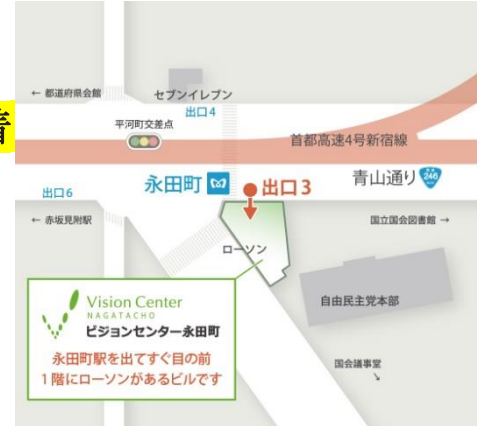 ← 都道府県会館
セブンイレブン
出口4
平河町交差点
首都高速4号新宿線
永田町
出口3
青山通り
246
出口6
← 赤坂見附駅
国立国会図書館 →
ローソン
Vision Center
NAGATACHO
ビジョンセンター永田町
永田町駅を出てすぐ目の前
1階にローソンがあるビルです
自由民主党本部
国会議事堂